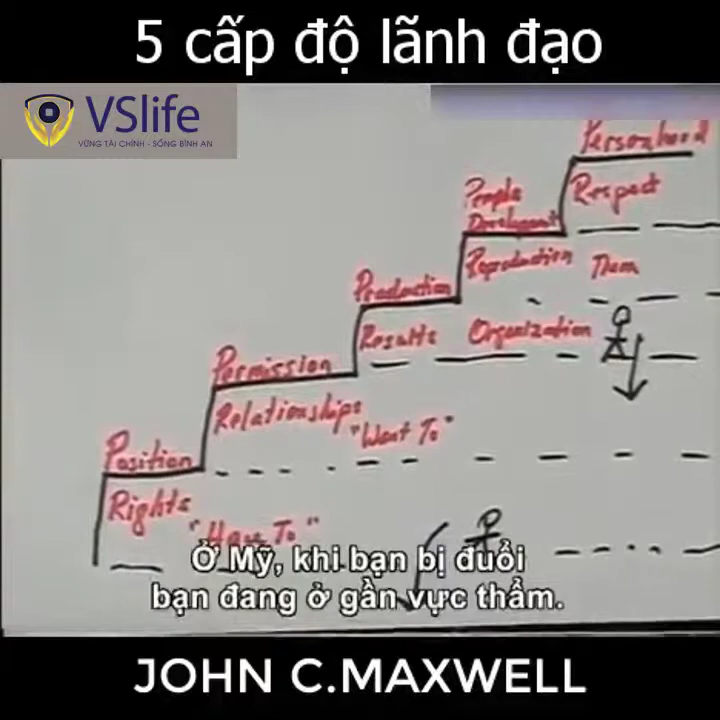 5 cấp độ lãnh đạo
VSlife
VỮNG TÀI CHÍNH - SỐNG BÌNH AN
Personhood
Respect
People
Development
Reproduction
Them
Production
Results
Organization
Permission
Relationships
"Want To"
Position
Rights
"Have To"
Ở Mỹ, khi bạn bị đuổi
bạn đang ở gần vực thẳm.
JOHN C.MAXWELL